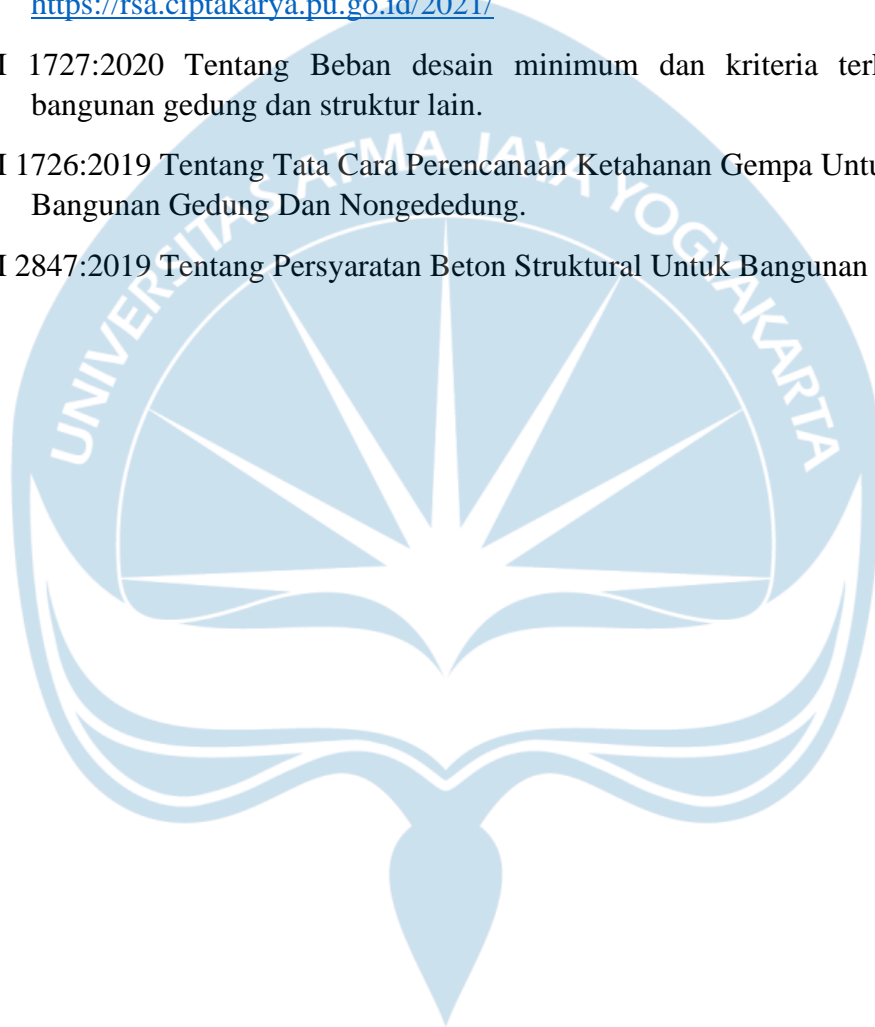 https://rsa.ciptakarya.pu.go.id/2021/
I 1727:2020 Tentang Beban desain minimum dan kriteria
bangunan gedung dan struktur lain.
I 1726:2019 Tentang Tata Cara Perencanaan Ketahanan Gempa
Bangunan Gedung Dan Nongededung.
I 2847:2019 Tentang Persyaratan Beton Struktural Untuk Bangunan
UNIVERSITAS ATMA JAYA YOGYAKARTA